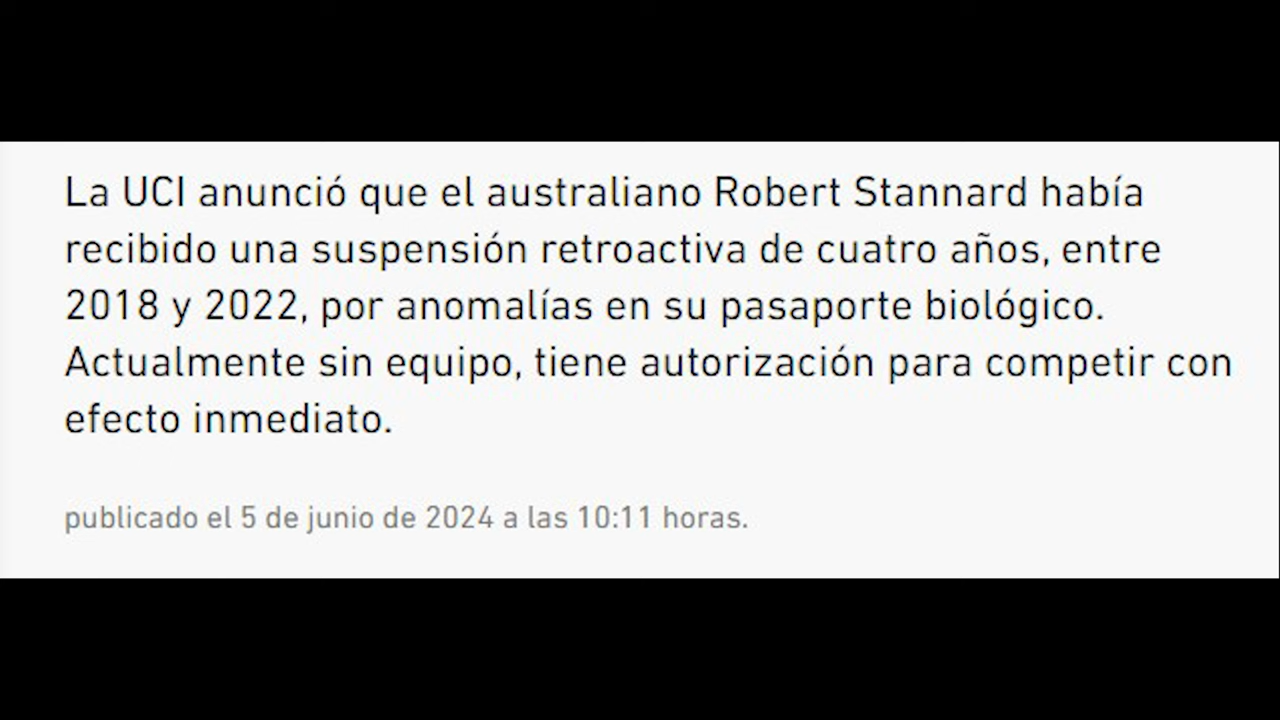 La UCI anunció que el australiano Robert Stannard había
recibido una suspensión retroactiva de cuatro años, entre
2018 y 2022, por anomalías en su pasaporte biológico.
Actualmente sin equipo, tiene autorización para competir con
efecto inmediato.
publicado el 5 de junio de 2024 a las 10:11 horas.